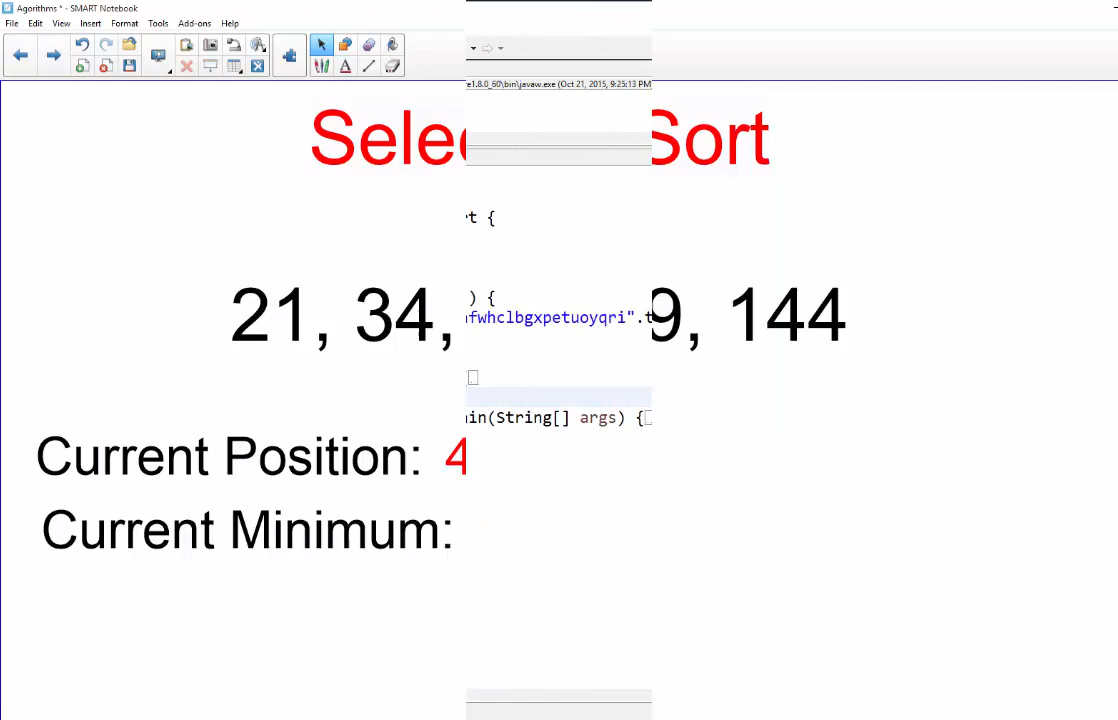 Agorithms * - SMART Notebook
File Edit View Insert Format Tools Add-ons Help
e1.8.0_60\bin\javaw.exe (Oct 21, 2015, 9:25:13 PM
Sele Sort
t {
21, 34, 9, 144
) {
fwhclbgxpetuoyqri".t
in(String[] args) {
Current Position: 4
Current Minimum: